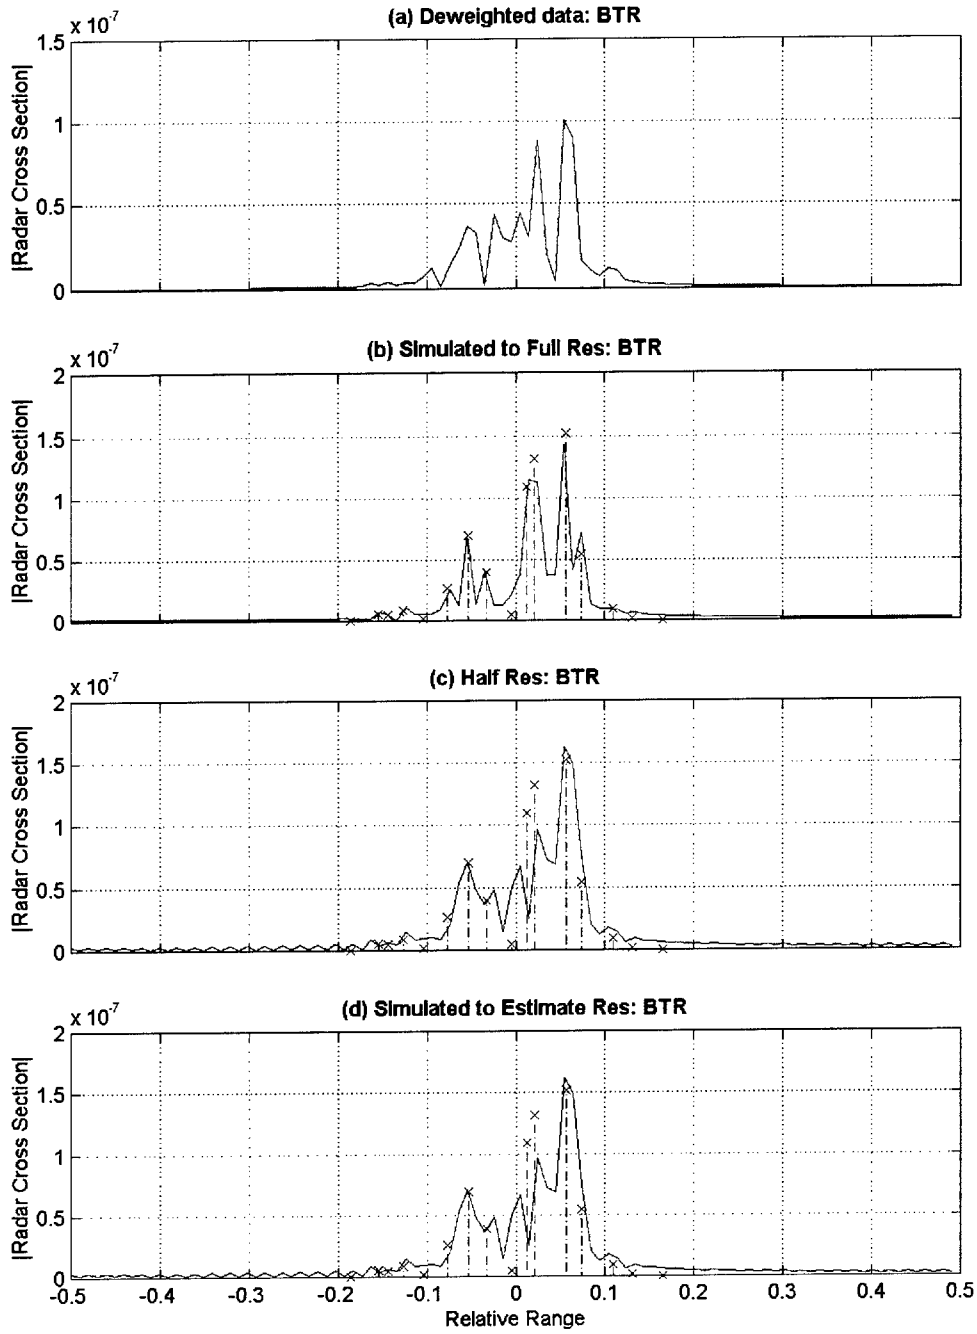 (a) Deweighted data: BTR
x 10^-7
1.5
1
0.5
0
|Radar Cross Section|
(b) Simulated to Full Res: BTR
x 10^-7
2
1.5
1
0.5
0
|Radar Cross Section|
(c) Half Res: BTR
x 10^-7
2
1.5
1
0.5
0
|Radar Cross Section|
(d) Simulated to Estimate Res: BTR
x 10^-7
2
1.5
1
0.5
0
|Radar Cross Section|
-0.5 -0.4 -0.3 -0.2 -0.1 0 0.1 0.2 0.3 0.4 0.5
Relative Range